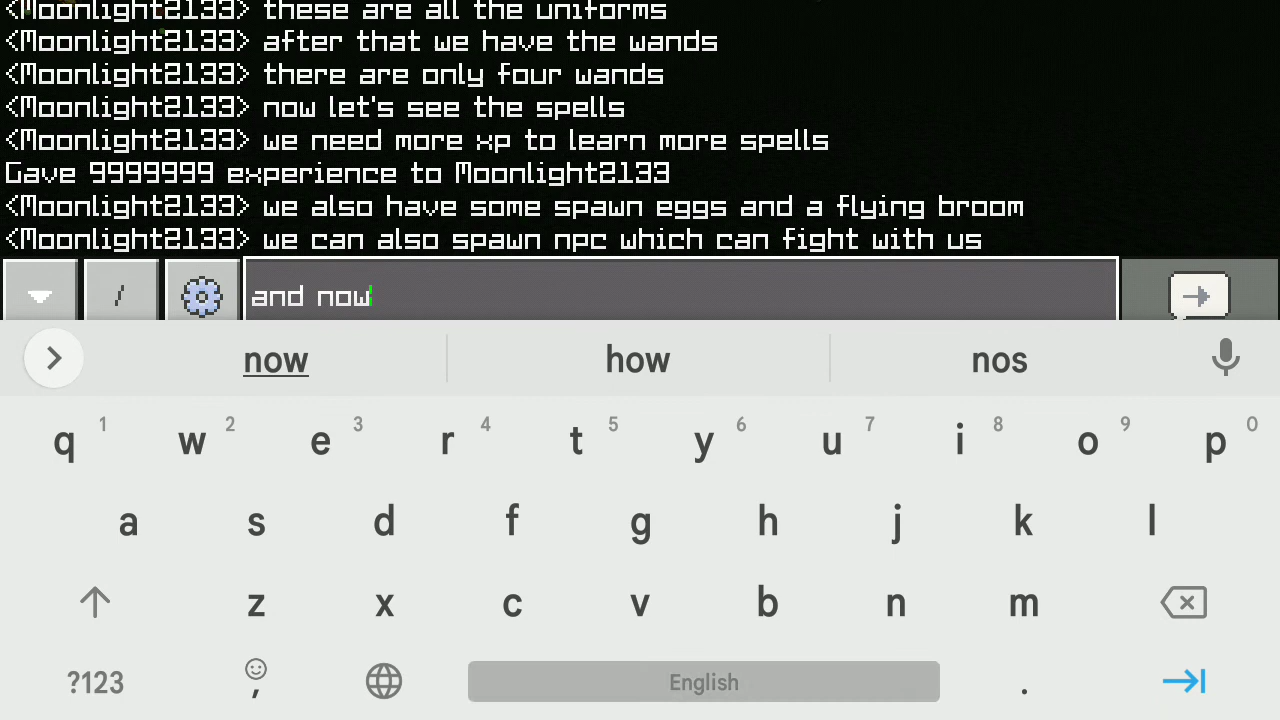 <Moonlight2133> these are all the uniforms
<Moonlight2133> after that we have the wands
<Moonlight2133> there are only four wands
<Moonlight2133> now let's see the spells
<Moonlight2133> we need more xp to learn more spells
Gave 9999999 experience to Moonlight2133
<Moonlight2133> we also have some spawn eggs and a flying broom
<Moonlight2133> we can also spawn npc which can fight with us
/ and now
now how nos
q 1 w 2 e 3 r 4 t 5 y 6 u 7 i 8 o 9 p 0
a s d f g h j k l
z x c v b n m
?123 , English .